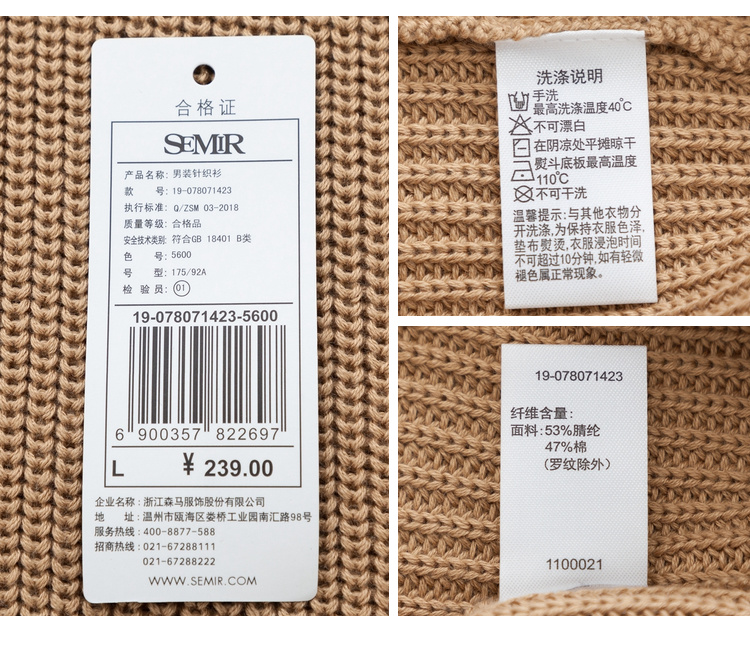 合格证
SEMIR
产品名称: 男装针织衫
款 号: 19-078071423
执行标准: Q/ZSM 03-2018
质量等级: 合格品
安全技术类别: 符合GB 18401 B类
色 号: 5600
号 型: 175/92A
检 验 员: 01
19-078071423-5600
6 900357 822697
L ¥ 239.00
企业名称: 浙江森马服饰股份有限公司
地 址: 温州市瓯海区娄桥工业园南汇路98号
服务热线: 400-8877-588
招商热线: 021-67288111
021-67288222
WWW.SEMIR.COM
洗涤说明
手洗
最高洗涤温度40℃
不可漂白
在阴凉处平摊晾干
熨斗底板最高温度
110℃
不可干洗
温馨提示:与其他衣物分
开洗涤,为保持衣服色泽,
垫布熨烫,衣服浸泡时间
不可超过10分钟,如有轻微
褪色属正常现象。
19-078071423
纤维含量:
面料:53%腈纶
47%棉
(罗纹除外)
1100021